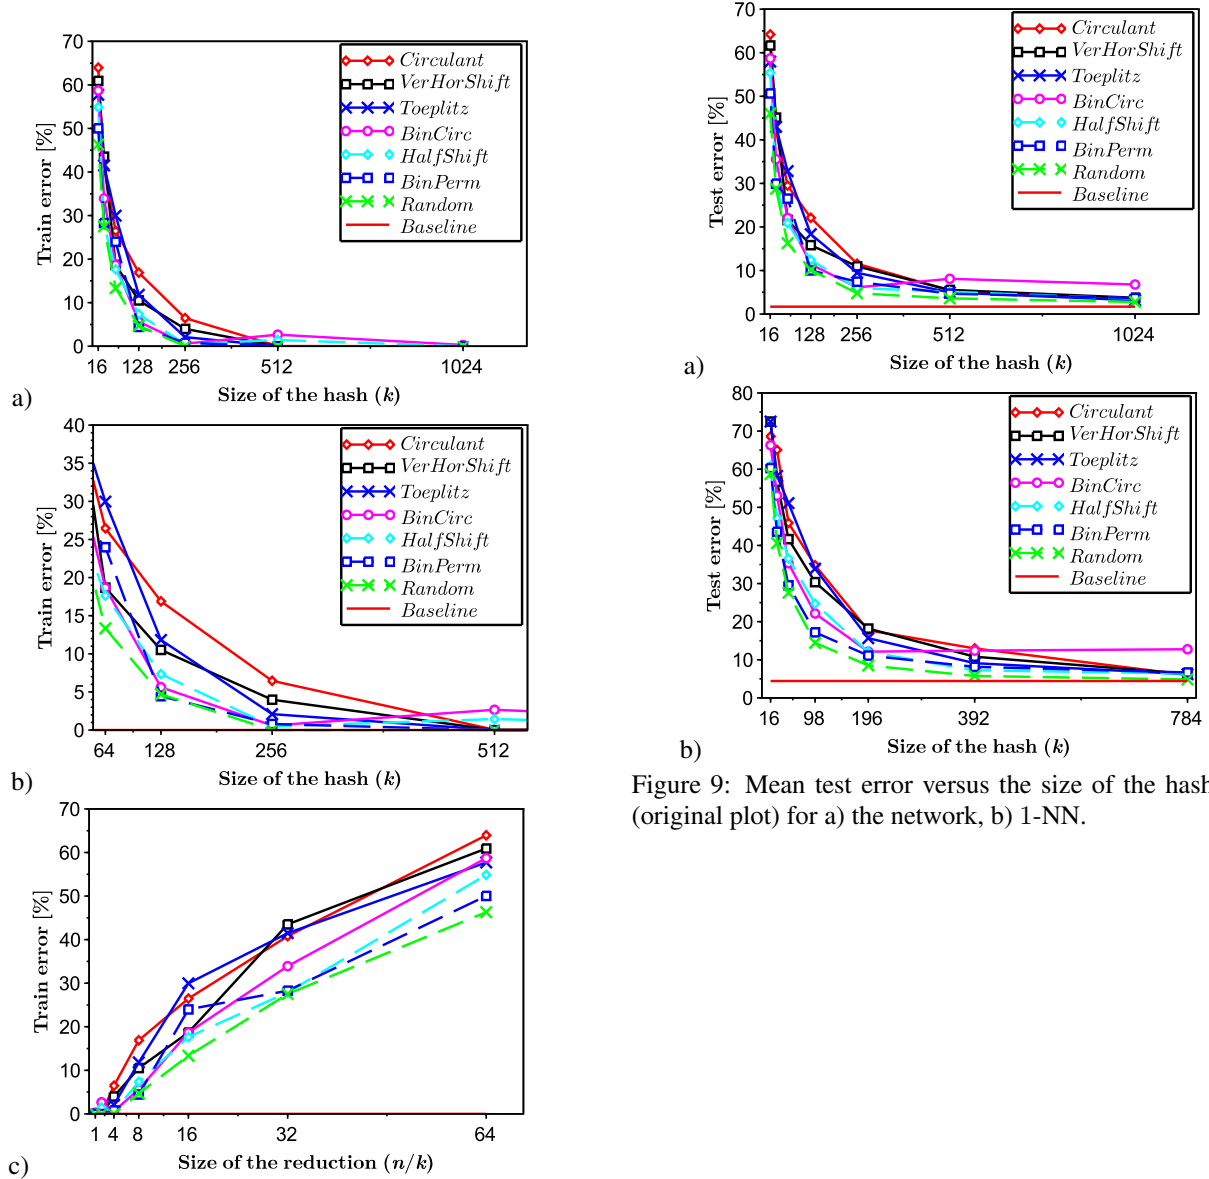 70
60
50
40
30
20
10
0
Train error [%]
Circulant
VerHorShift
Toeplitz
BinCirc
HalfShift
BinPerm
Random
Baseline
16 128 256 512 1024
Size of the hash (k)
a)
40
35
30
25
20
15
10
5
0
Train error [%]
Circulant
VerHorShift
Toeplitz
BinCirc
HalfShift
BinPerm
Random
Baseline
64 128 256 512
Size of the hash (k)
b)
70
60
50
40
30
20
10
0
Train error [%]
1 4 8 16 32 64
Size of the reduction (n/k)
c)
70
60
50
40
30
20
10
0
Test error [%]
Circulant
VerHorShift
Toeplitz
BinCirc
HalfShift
BinPerm
Random
Baseline
16 128 256 512 1024
Size of the hash (k)
a)
80
70
60
50
40
30
20
10
0
Test error [%]
Circulant
VerHorShift
Toeplitz
BinCirc
HalfShift
BinPerm
Random
Baseline
16 98 196 392 784
Size of the hash (k)
b)
Figure 9: Mean test error versus the size of the hash
(original plot) for a) the network, b) 1-NN.